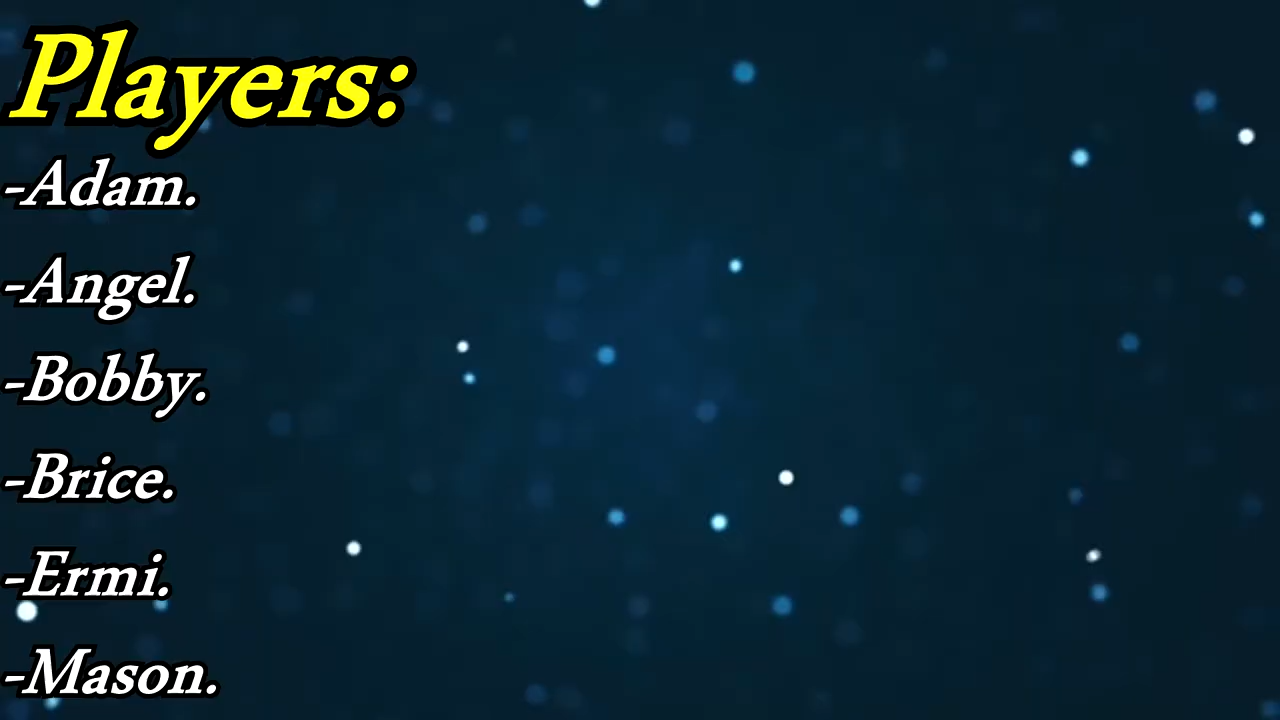 Players:
-Adam.
-Angel.
-Bobby.
-Brice.
-Ermi.
-Mason.